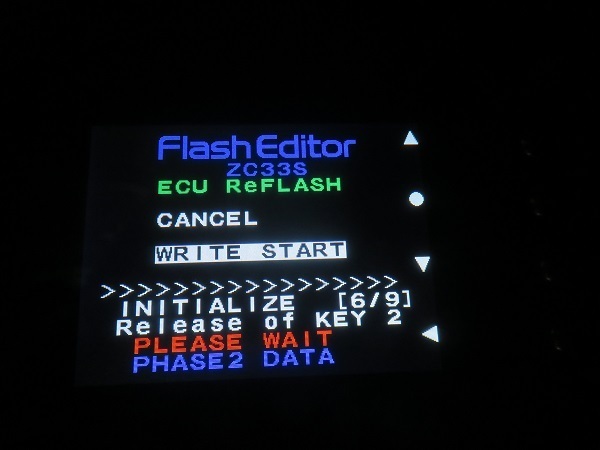 Flash Editor
ZC33S
ECU ReFLASH
CANCEL
WRITE START
>>>>>>>>>>>>>>>>>>>>
INITIALIZE [6/9]
Release of KEY 2
PLEASE WAIT
PHASE2 DATA